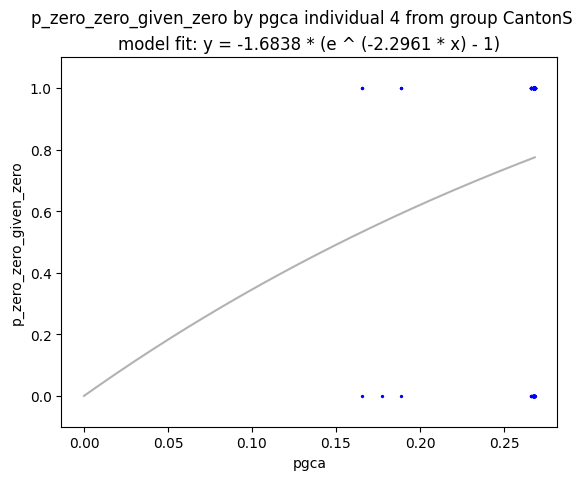 p_zero_zero_given_zero by pgca individual 4 from group CantonS
model fit: y = -1.6838 * (e ^ (-2.2961 * x) - 1)
1.0
0.8
0.6
0.4
0.2
0.0
p_zero_zero_given_zero
0.00 0.05 0.10 0.15 0.20 0.25
pgca